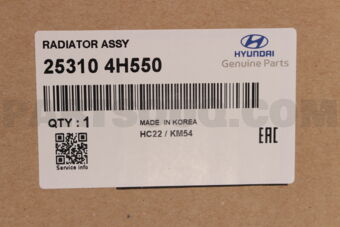 RADIATOR ASSY
25310 4H550
HYUNDAI
Genuine Parts
QTY : 1
MADE IN KOREA
HC22 / KM54
EAC
Service info